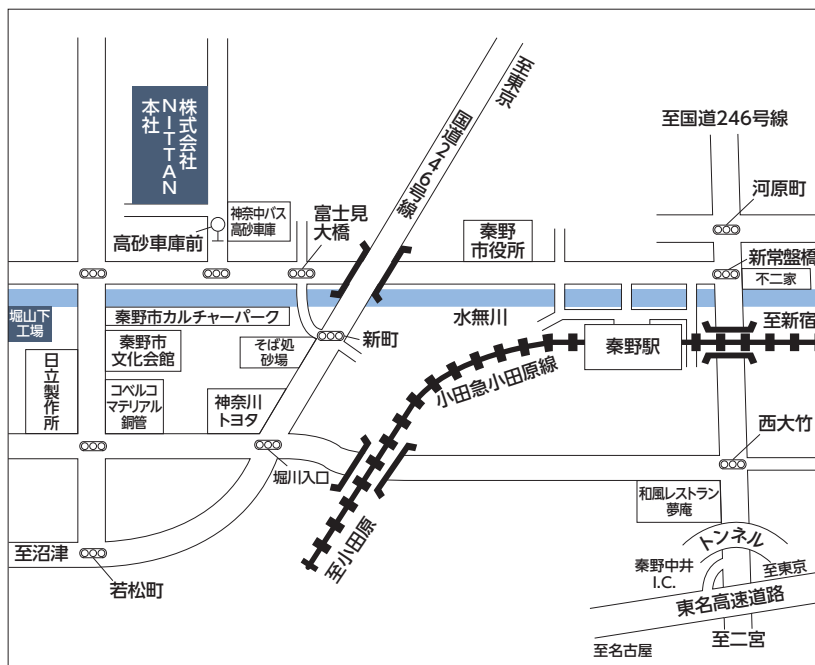 株式会社
NITTAN
本社
至東京
国道246号線
至国道246号線
河原町
神奈中バス
高砂車庫
富士見
大橋
秦野
市役所
高砂車庫前
新常盤橋
不二家
堀山下
工場
秦野市カルチャーパーク
水無川
至新宿
秦野市
文化会館
そば処
砂場
新町
秦野駅
日立製作所
コベルコ
マテリアル
銅管
神奈川
トヨタ
小田急小田原線
西大竹
堀川入口
和風レストラン
夢庵
至小田原
トンネル
至沼津
秦野中井
I.C.
至東京
若松町
東名高速道路
至二宮
至名古屋